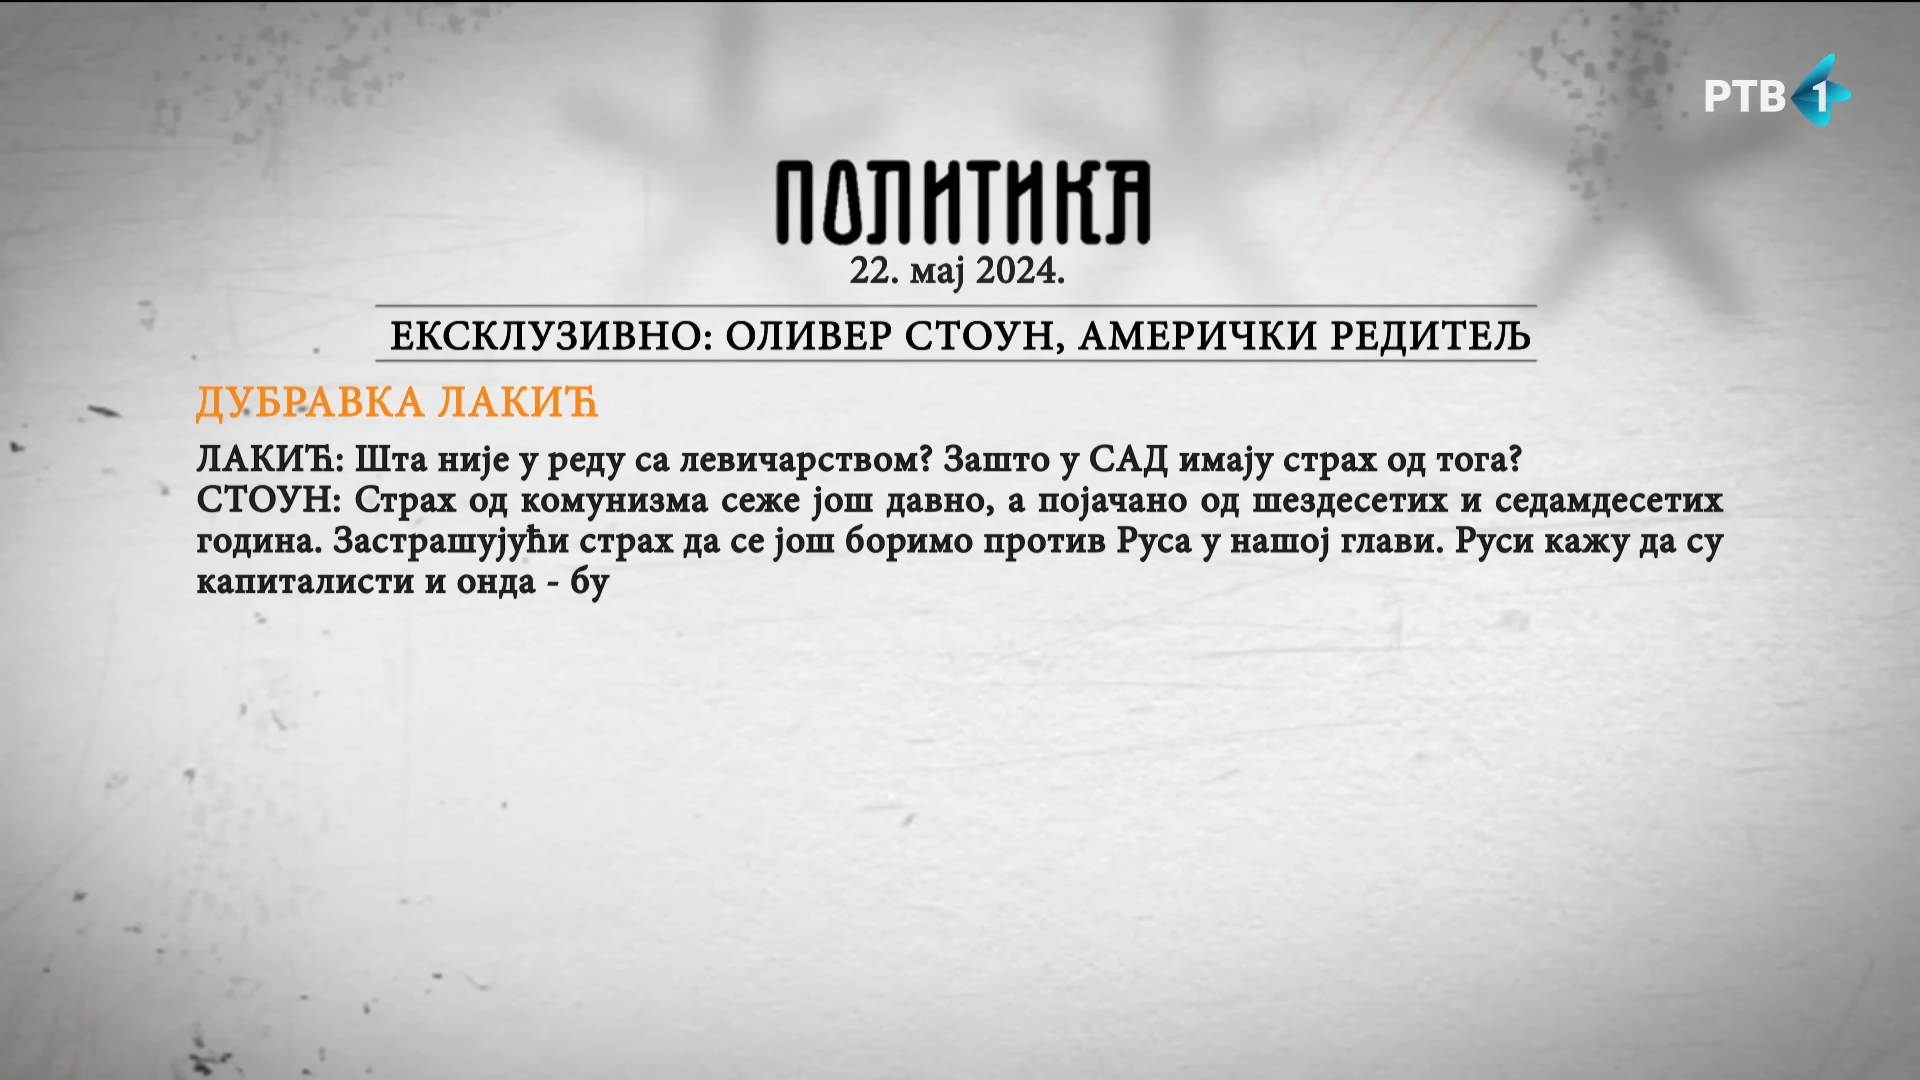 РТВ 1
ПОЛИТИКА
22. мај 2024.
ЕКСКЛУЗИВНО: ОЛИВЕР СТОУН, АМЕРИЧКИ РЕДИТЕЉ
ДУБРАВКА ЛАКИЋ
ЛАКИЋ: Шта није у реду са левичарством? Зашто у САД имају страх од тога?
СТОУН: Страх од комунизма сеже још давно, а појачано од шездесетих и седамдесетих
година. Застрашујући страх да се још боримо против Руса у нашој глави. Руси кажу да су
капиталисти и онда - бу